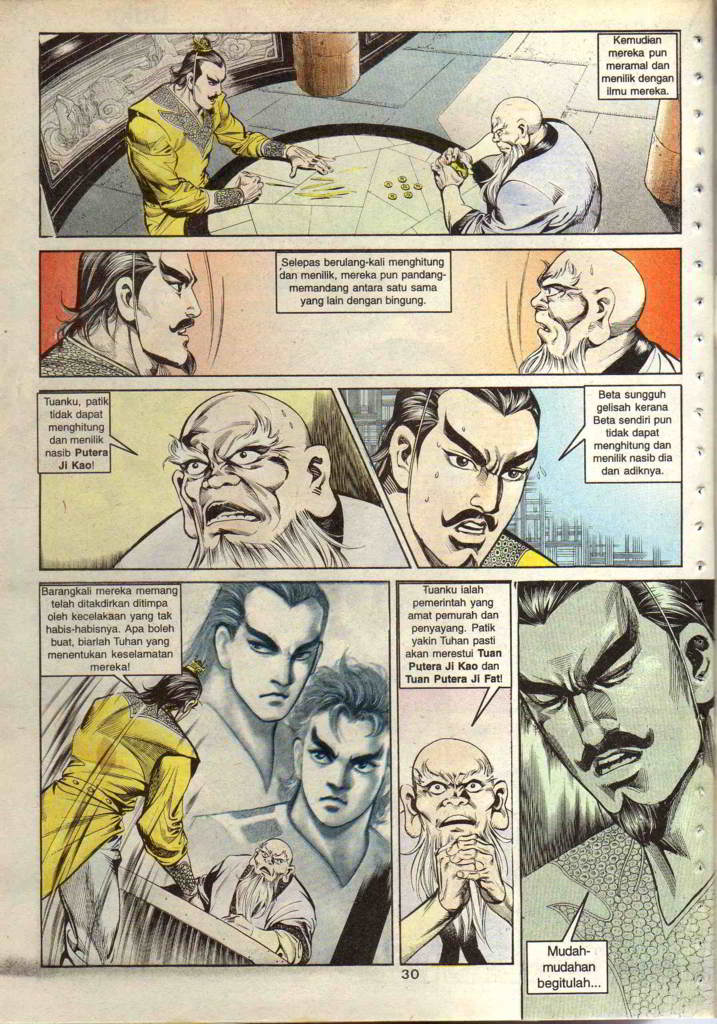 Kemudian
mereka pun
meramal dan
menilik dengan
ilmu mereka.
Selepas berulang-kali menghitung
dan menilik, mereka pun pandang-
memandang antara satu sama
yang lain dengan bingung.
Tuanku, patik
tidak dapat
menghitung
dan menilik
nasib Putera
Ji Kao!
Beta sungguh
gelisah kerana
Beta sendiri pun
tidak dapat
menghitung dan
menilik nasib dia
dan adiknya.
Barangkali mereka memang
telah ditakdirkan ditimpa
oleh kecelakaan yang tak
habis-habisnya. Apa boleh
buat, biarlah Tuhan yang
menentukan keselamatan
mereka!
Tuanku ialah
pemerintah yang
amat pemurah dan
penyayang. Patik
yakin Tuhan pasti
akan merestui Tuan
Putera Ji Kao dan
Tuan Putera Ji Fat!
Mudah-
mudahan
begitulah...
30